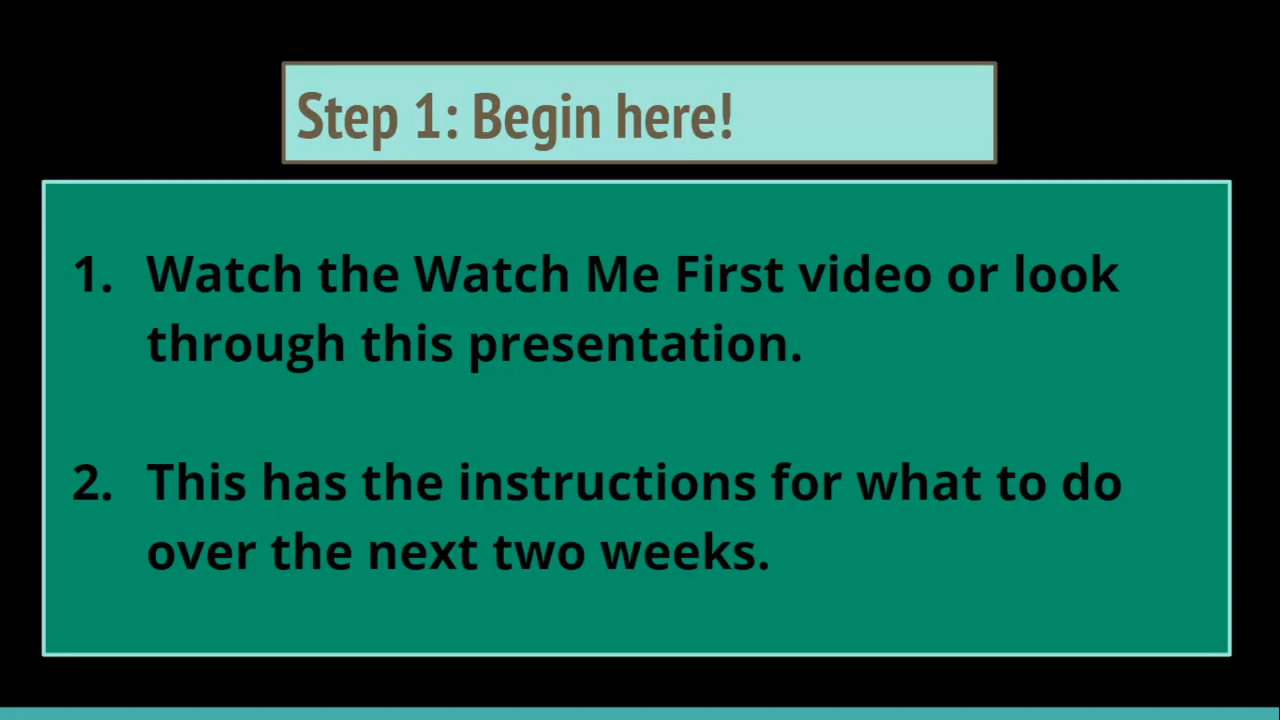 Step 1: Begin here!
1. Watch the Watch Me First video or look
through this presentation.
2. This has the instructions for what to do
over the next two weeks.